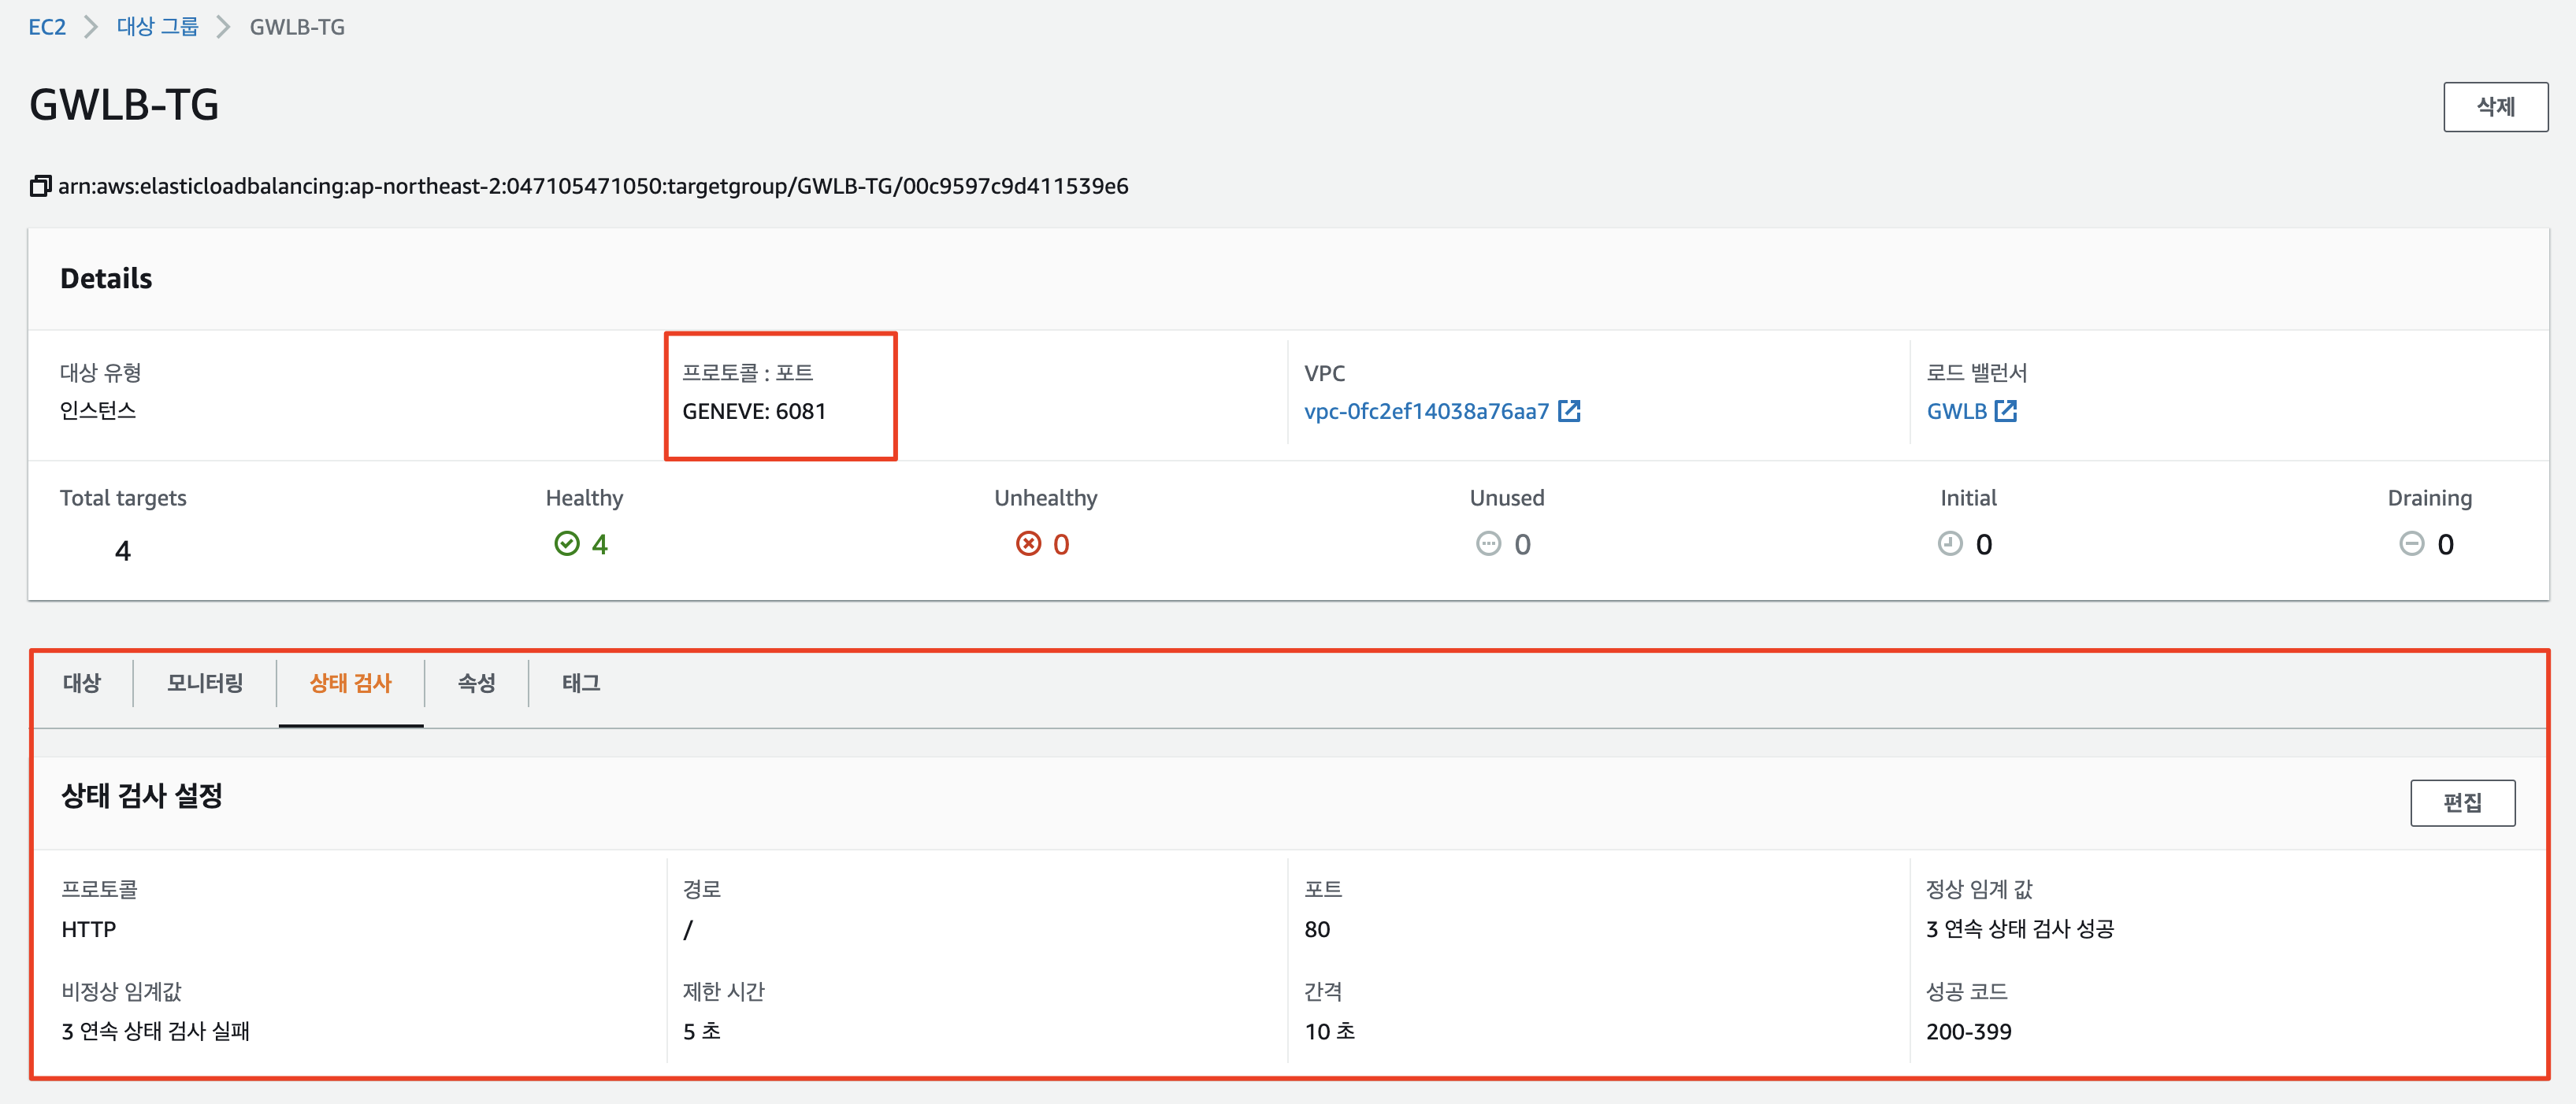 EC2 > 대상 그룹 > GWLB-TG
GWLB-TG
삭제
arn:aws:elasticloadbalancing:ap-northeast-2:047105471050:targetgroup/GWLB-TG/00c9597c9d411539e6
Details
대상 유형 프로토콜 : 포트 VPC 로드 밸런서
인스턴스 GENEVE: 6081 vpc-0fc2ef14038a76aa7 GWLB
Total targets Healthy Unhealthy Unused Initial Draining
4 4 0 0 0 0
대상 모니터링 상태 검사 속성 태그
상태 검사 설정 편집
프로토콜 경로 포트 정상 임계 값
HTTP / 80 3 연속 상태 검사 성공
비정상 임계값 제한 시간 간격 성공 코드
3 연속 상태 검사 실패 5 초 10 초 200-399